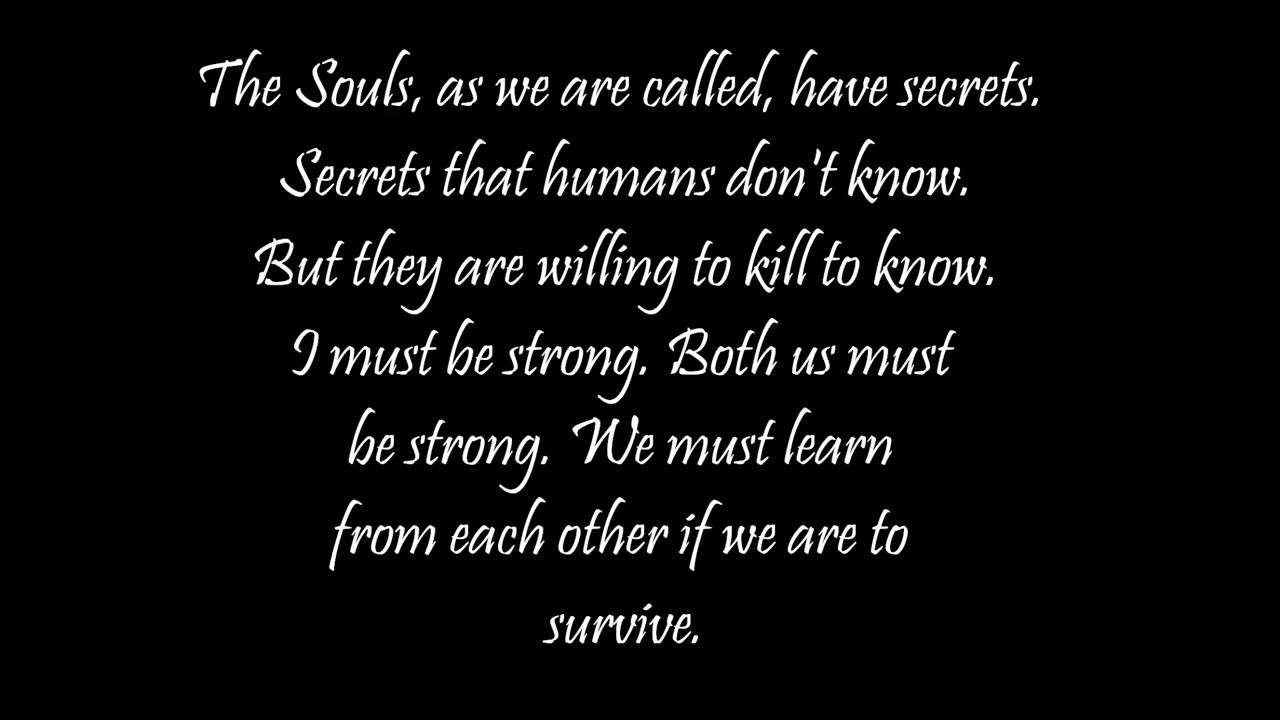 The Souls, as we are called, have secrets.
Secrets that humans don't know.
But they are willing to kill to know.
I must be strong. Both us must
be strong. We must learn
from each other if we are to
survive.